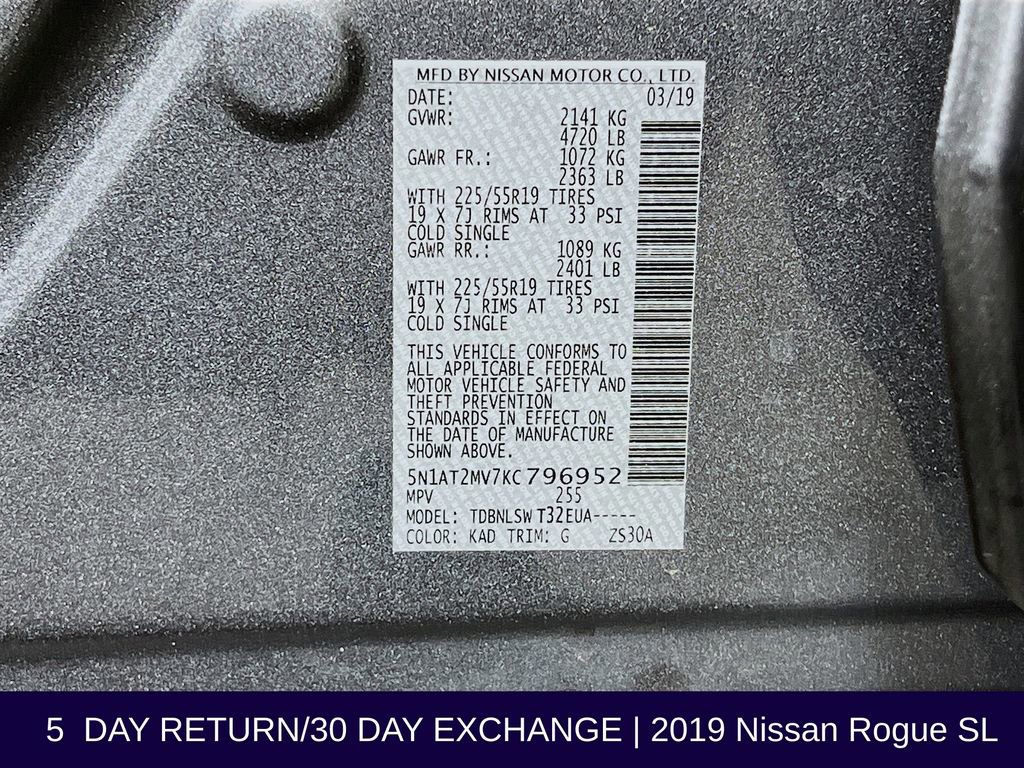 MFD BY NISSAN MOTOR CO., LTD.
DATE: 03/19
GVWR: 2141 KG
4720 LB
GAWR FR.: 1072 KG
2363 LB
WITH 225/55R19 TIRES
19 X 7J RIMS AT 33 PSI
COLD SINGLE
GAWR RR.: 1089 KG
2401 LB
WITH 225/55R19 TIRES
19 X 7J RIMS AT 33 PSI
COLD SINGLE
THIS VEHICLE CONFORMS TO
ALL APPLICABLE FEDERAL
MOTOR VEHICLE SAFETY AND
THEFT PREVENTION
STANDARDS IN EFFECT ON
THE DATE OF MANUFACTURE
SHOWN ABOVE.
5N1AT2MV7KC796952
MPV 255
MODEL: TDBNLSW T32EUA-----
COLOR: KAD TRIM: G ZS30A
5 DAY RETURN/30 DAY EXCHANGE | 2019 Nissan Rogue SL